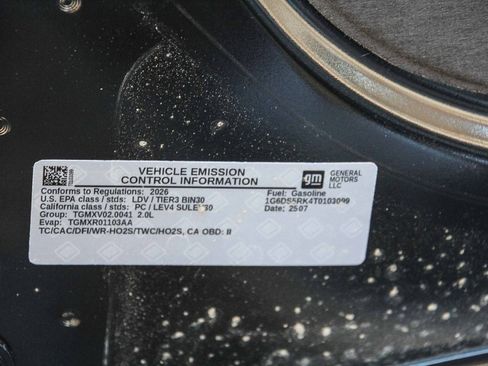 VEHICLE EMISSION
CONTROL INFORMATION
gm
GENERAL
MOTORS
LLC
Conforms to Regulations: 2026
Fuel: Gasoline
U.S. EPA class / stds: LDV / TIER3 BIN30
1G6DS5RK4T0103099
California class / stds: PC / LEV4 SULEV30
Date: 2507
Group: TGMXV02.0041 2.0L
Evap: TGMXR01103AA
TC/CAC/DFI/WR-HO2S/TWC/HO2S, CA OBD: II